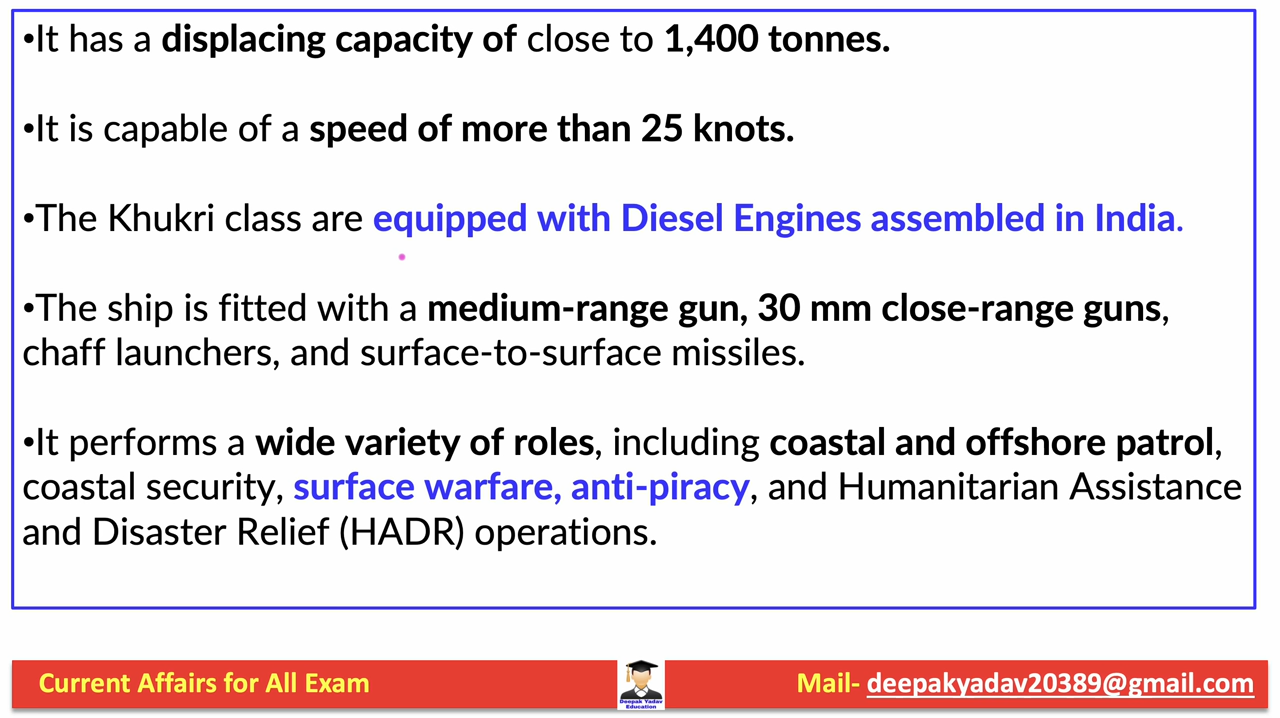 •It has a displacing capacity of close to 1,400 tonnes.
•It is capable of a speed of more than 25 knots.
•The Khukri class are equipped with Diesel Engines assembled in India.
•The ship is fitted with a medium-range gun, 30 mm close-range guns,
chaff launchers, and surface-to-surface missiles.
•It performs a wide variety of roles, including coastal and offshore patrol,
coastal security, surface warfare, anti-piracy, and Humanitarian Assistance
and Disaster Relief (HADR) operations.
Current Affairs for All Exam
Deepak Yadav
Education
Mail- deepakyadav20389@gmail.com